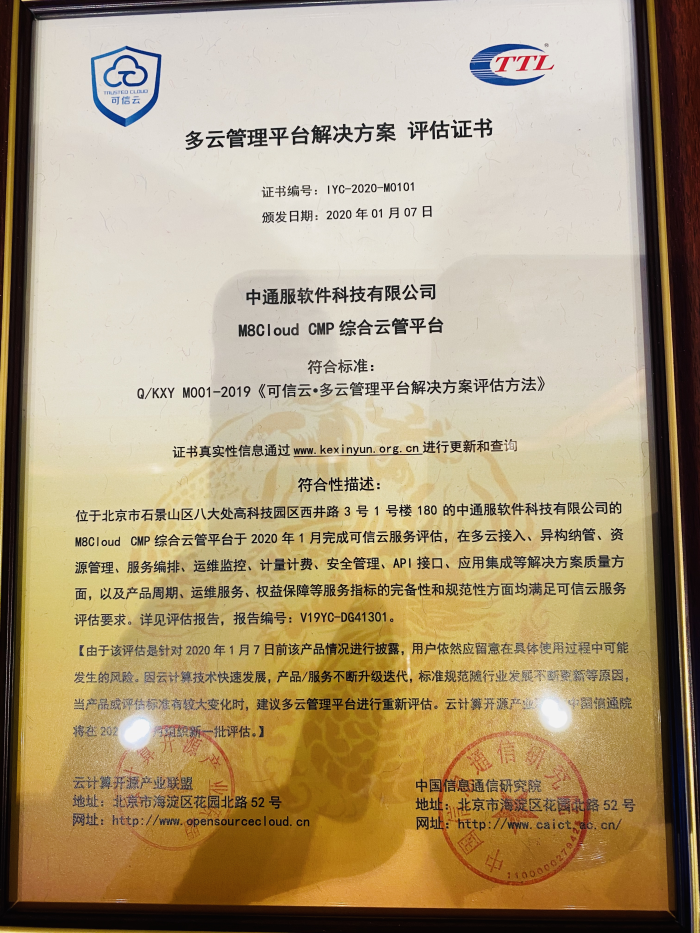 TRUSTED CLOUD
可信云
TTL
®
多云管理平台解决方案 评估证书
证书编号：IYC-2020-M0101
颁发日期：2020 年 01 月 07 日
中通服软件科技有限公司
M8Cloud CMP 综合云管平台
符合标准：
Q/KXY M001-2019《可信云•多云管理平台解决方案评估方法》
证书真实性信息通过 www.kexinyun.org.cn 进行更新和查询
符合性描述：
位于北京市石景山区八大处高科技园区西井路 3 号 1 号楼 180 的中通服软件科技有限公司的
M8Cloud CMP 综合云管平台于 2020 年 1 月完成可信云服务评估，在多云接入、异构纳管、资
源管理、服务编排、运维监控、计量计费、安全管理、API 接口、应用集成等解决方案质量方
面，以及产品周期、运维服务、权益保障等服务指标的完备性和规范性方面均满足可信云服务
评估要求。详见评估报告，报告编号：V19YC-DG41301。
【由于该评估是针对 2020 年 1 月 7 日前该产品情况进行披露，用户依然应留意在具体使用过程中可能
发生的风险。因云计算技术快速发展，产品/服务不断升级迭代，标准规范随行业发展不断更新等原因，
当产品或评估标准有较大变化时，建议多云管理平台进行重新评估。云计算开源产业 中国信通院
将在 202 新一批评估。】
云计算开源产业联盟
地址：北京市海淀区花园北路 52 号
网址：http://www.opensourcecloud.cn
中国信息通信研究院
地址：北京市海淀区花园北路 52 号
网址：http://www.caict.ac.cn/